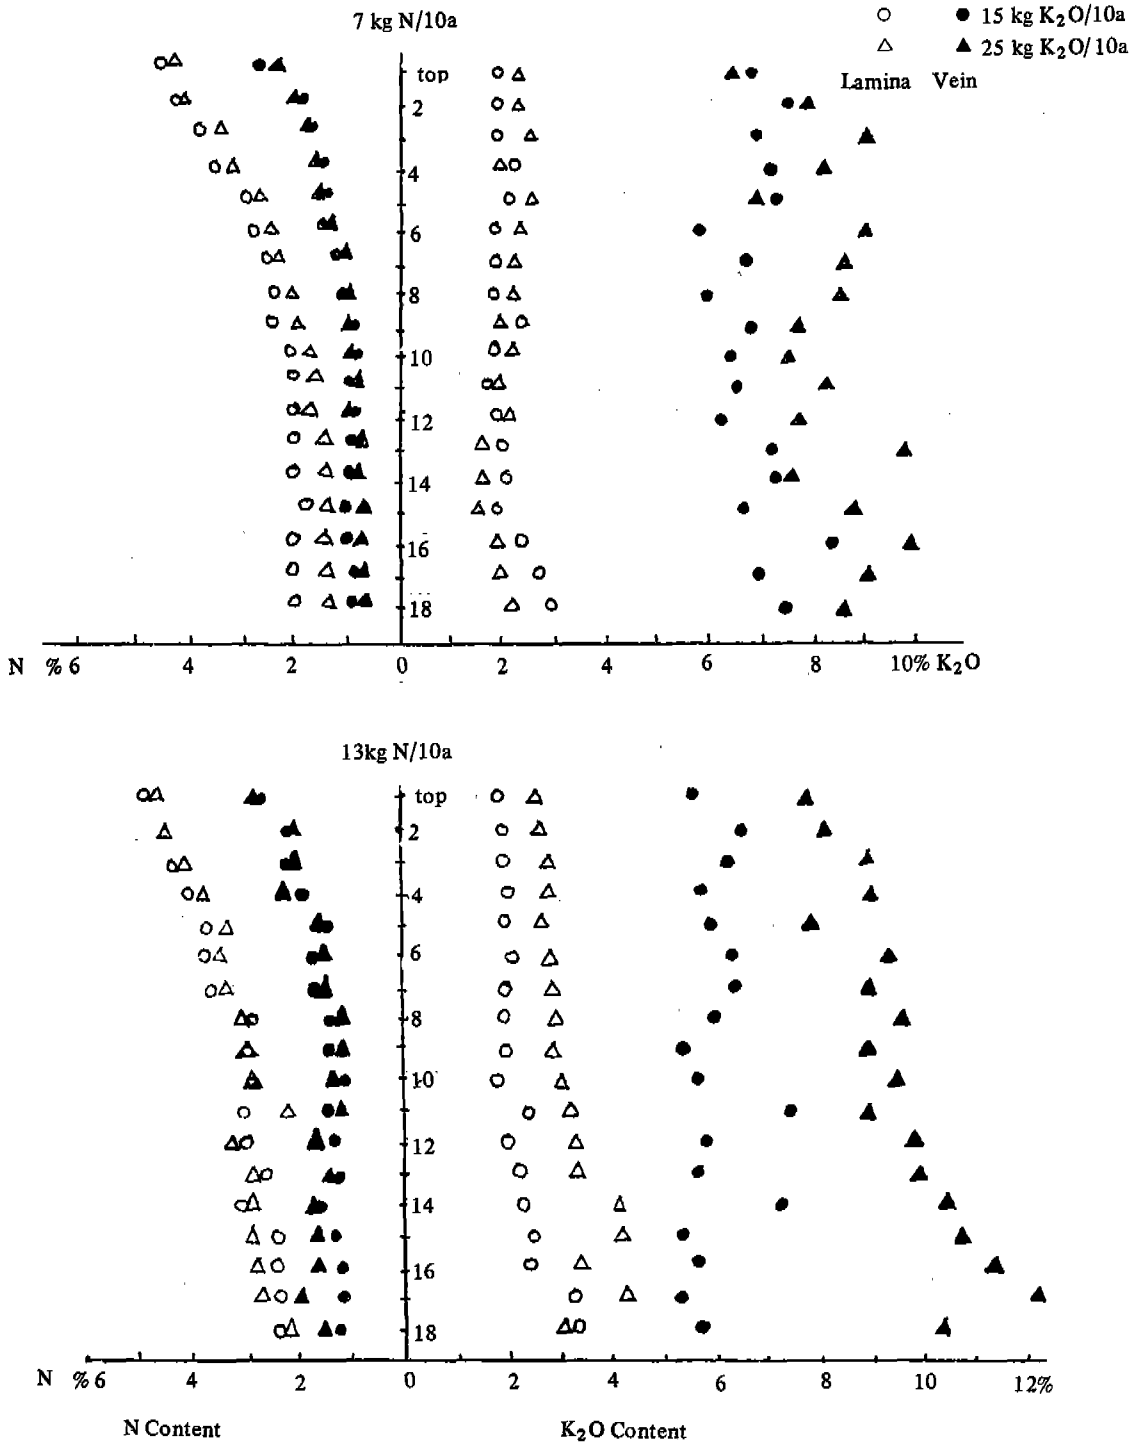 7 kg N/10a
15 kg K₂O/10a
25 kg K₂O/10a
Lamina Vein
top
2
4
6
8
10
12
14
16
18
N % 6 4 2 0 2 4 6 8 10% K₂O
13kg N/10a
top
2
4
6
8
10
12
14
16
18
N % 6 4 2 0 2 4 6 8 10 12%
N Content K₂O Content